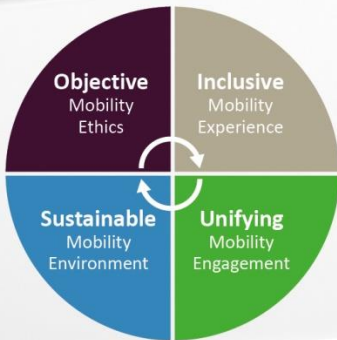 Objective
Mobility
Ethics
Inclusive
Mobility
Experience
Sustainable
Mobility
Environment
Unifying
Mobility
Engagement